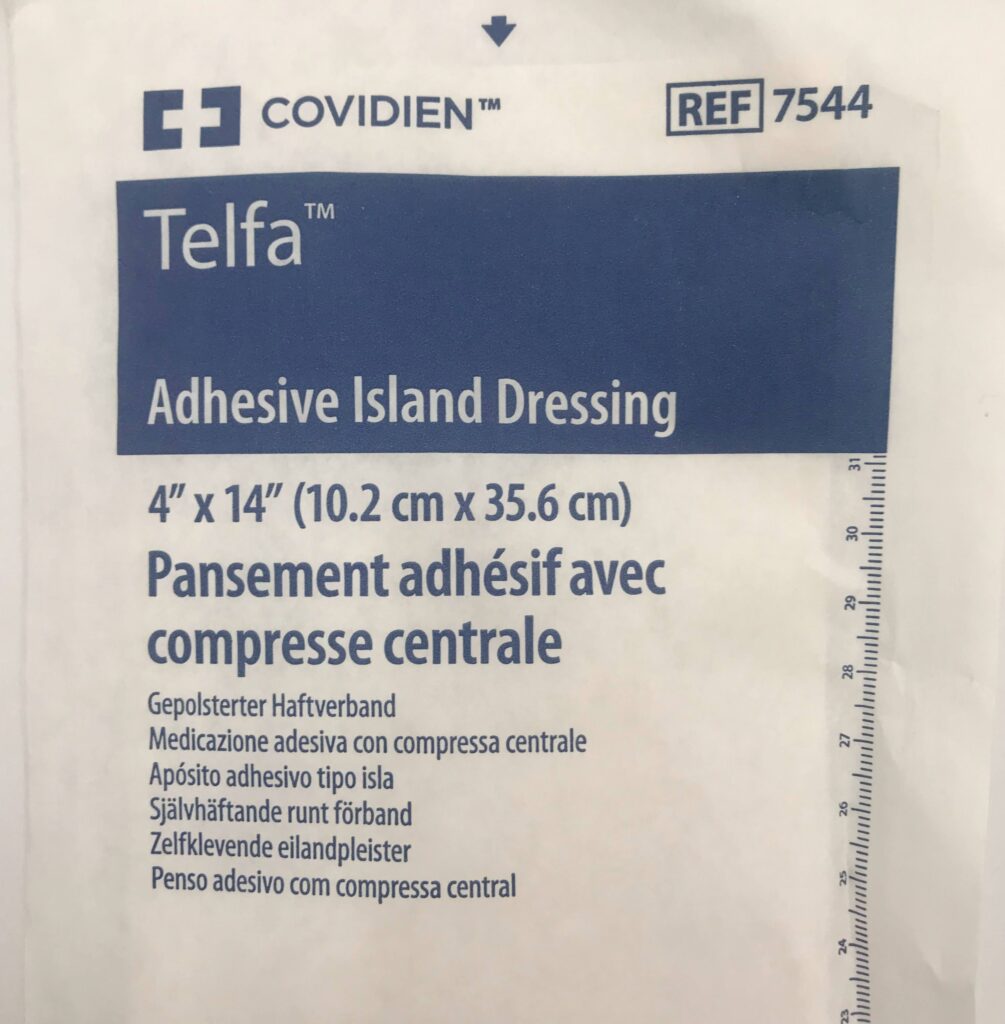 COVIDIEN™
REF 7544
Telfa™
Adhesive Island Dressing
4” x 14” (10.2 cm x 35.6 cm)
Pansement adhésif avec
compresse centrale
Gepolsterter Haftverband
Medicazione adesiva con compressa centrale
Apósito adhesivo tipo isla
Självhäftande runt förband
Zelfklevende eilandpleister
Penso adesivo com compressa central
31
30
29
28
27
26
25
24
23